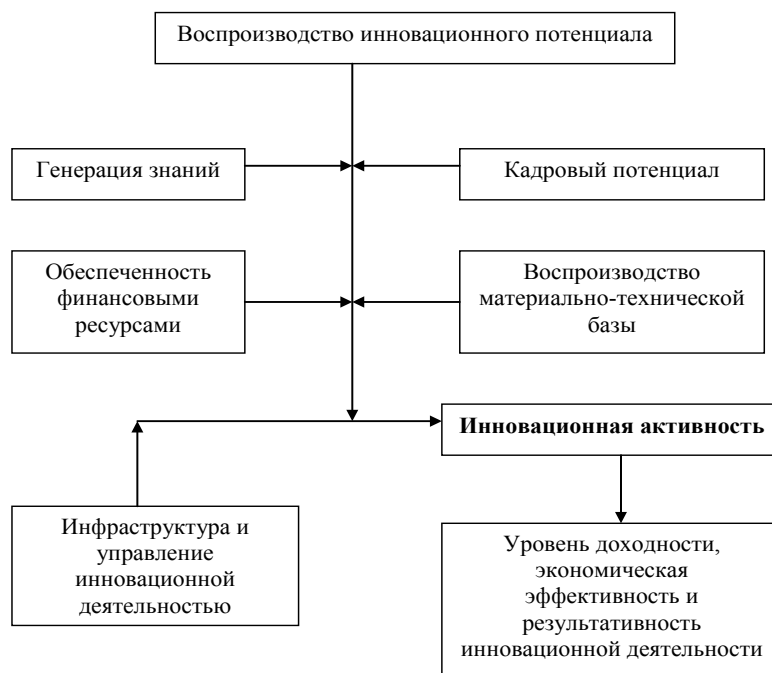 Воспроизводство инновационного потенциала
Генерация знаний
Кадровый потенциал
Обеспеченность
финансовыми
ресурсами
Воспроизводство
материально-технической
базы
Инновационная активность
Инфраструктура и
управление
инновационной
деятельностью
Уровень доходности,
экономическая
эффективность и
результативность
инновационной деятельности